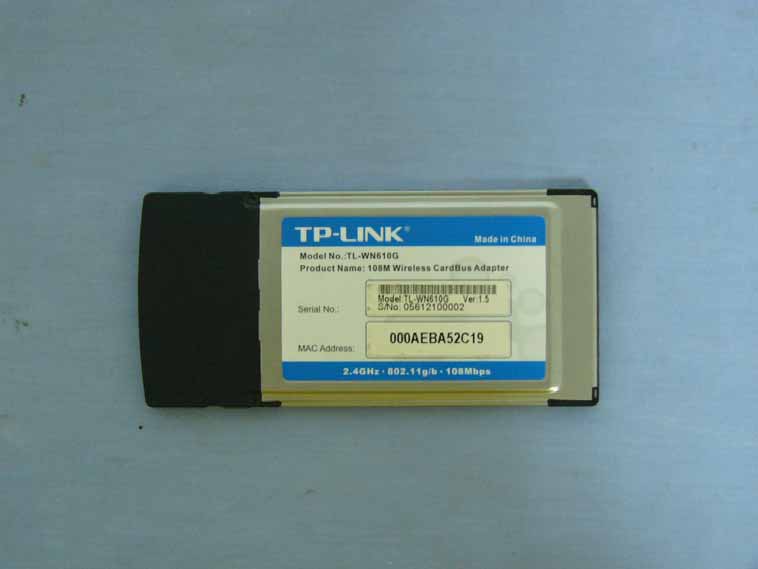 TP-LINK®
Made in China
Model No.:TL-WN610G
Product Name: 108M Wireless CardBus Adapter
Serial No.:
Model:TL-WN610G Ver:1.5
S/No: 05612100002
MAC Address:
000AEBA52C19
2.4GHz · 802.11g/b · 108Mbps